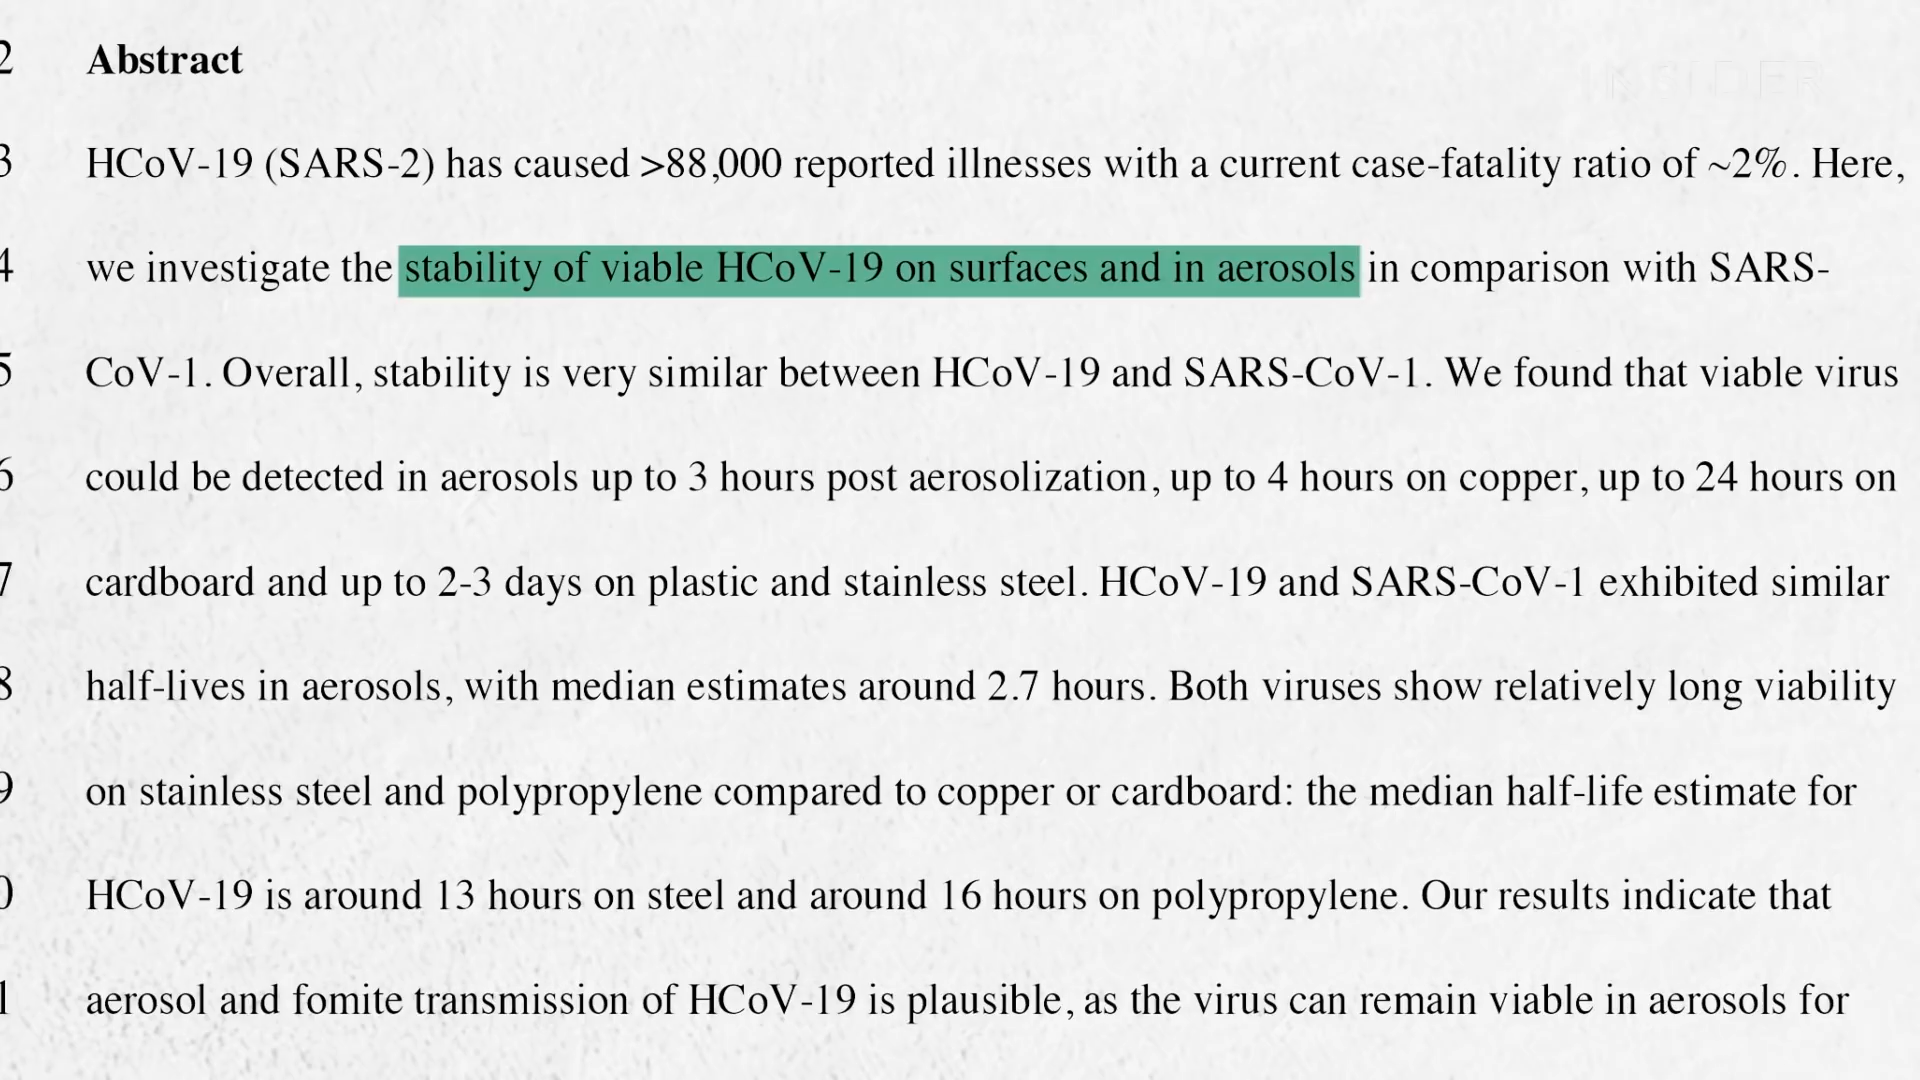 2 Abstract
INSIDER
3 HCoV-19 (SARS-2) has caused >88,000 reported illnesses with a current case-fatality ratio of ~2%. Here,
4 we investigate the stability of viable HCoV-19 on surfaces and in aerosols in comparison with SARS-
5 CoV-1. Overall, stability is very similar between HCoV-19 and SARS-CoV-1. We found that viable virus
6 could be detected in aerosols up to 3 hours post aerosolization, up to 4 hours on copper, up to 24 hours on
7 cardboard and up to 2-3 days on plastic and stainless steel. HCoV-19 and SARS-CoV-1 exhibited similar
8 half-lives in aerosols, with median estimates around 2.7 hours. Both viruses show relatively long viability
9 on stainless steel and polypropylene compared to copper or cardboard: the median half-life estimate for
0 HCoV-19 is around 13 hours on steel and around 16 hours on polypropylene. Our results indicate that
1 aerosol and fomite transmission of HCoV-19 is plausible, as the virus can remain viable in aerosols for